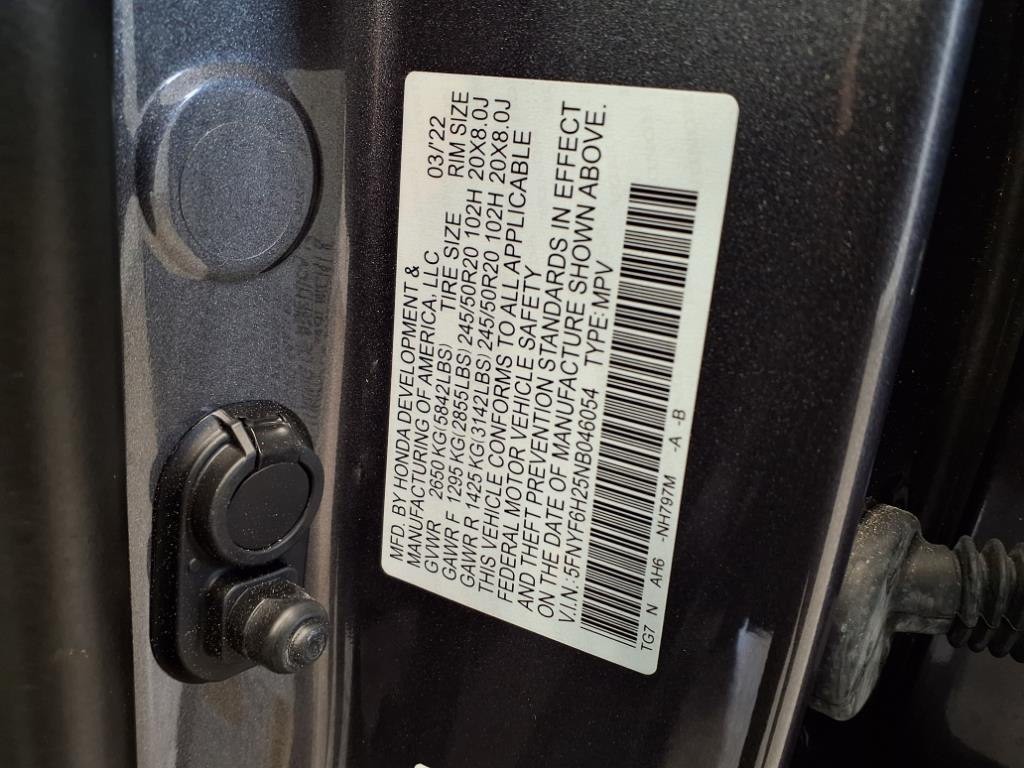 MFD. BY HONDA DEVELOPMENT &
MANUFACTURING OF AMERICA, LLC 03/'22
GVWR 2650 KG(5842LBS) TIRE SIZE RIM SIZE
GAWR F 1295 KG(2855LBS) 245/50R20 102H 20X8.0J
GAWR R 1425 KG(3142LBS) 245/50R20 102H 20X8.0J
THIS VEHICLE CONFORMS TO ALL APPLICABLE
FEDERAL MOTOR VEHICLE SAFETY
AND THEFT PREVENTION STANDARDS IN EFFECT
ON THE DATE OF MANUFACTURE SHOWN ABOVE.
V.I.N.:5FNYF6H25NB046054 TYPE: MPV
TG7 N AH6 -NH797M -A -B